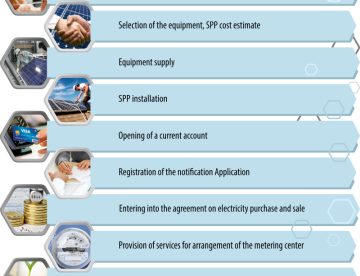 Selection of the equipment, SPP cost estimate
Equipment supply
SPP installation
Opening of a current account
Registration of the notification Application
Entering into the agreement on electricity purchase and sale
Provision of services for arrangement of the metering center
VISA